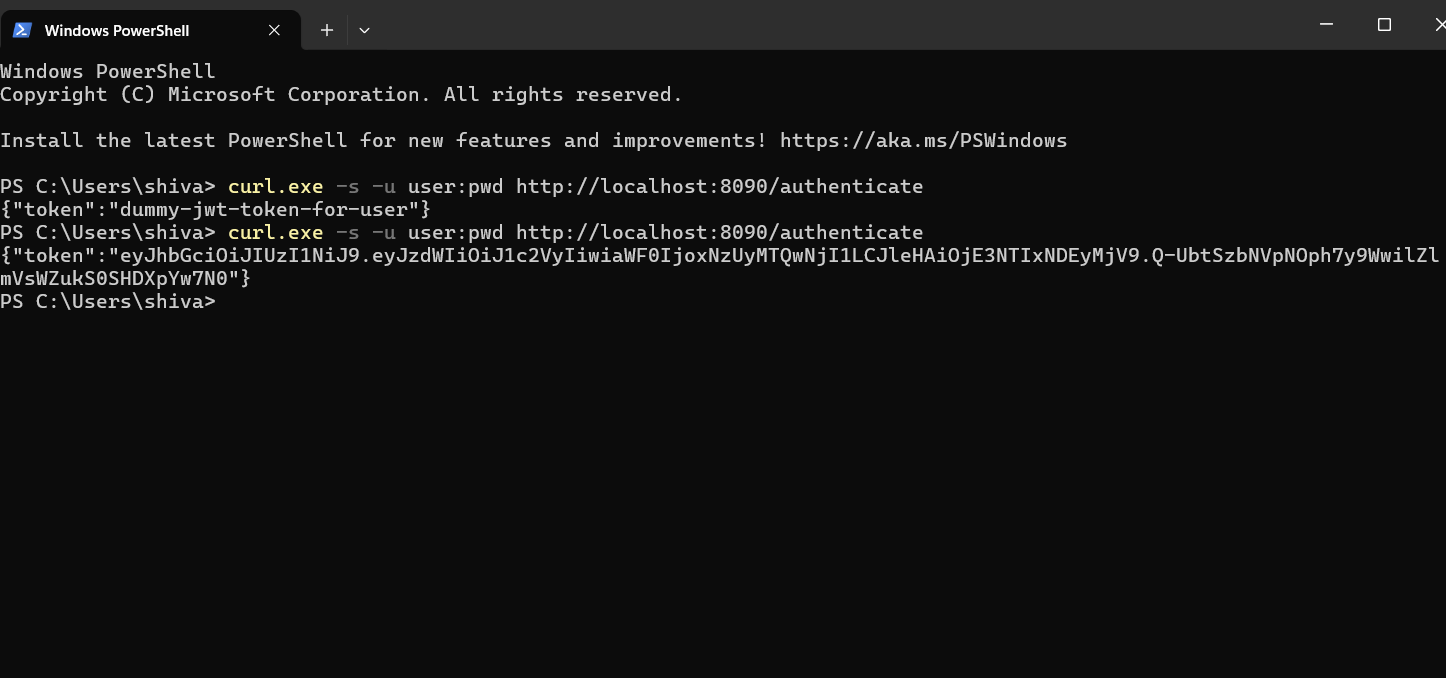 Windows PowerShell
Windows PowerShell
Copyright (C) Microsoft Corporation. All rights reserved.
Install the latest PowerShell for new features and improvements! https://aka.ms/PSWindows
PS C:\Users\shiva> curl.exe -s -u user:pwd http://localhost:8090/authenticate
{"token":"dummy-jwt-token-for-user"}
PS C:\Users\shiva> curl.exe -s -u user:pwd http://localhost:8090/authenticate
{"token":"eyJhbGciOiJIUzI1NiJ9.eyJzdWIiOiJ1c2VyIiwiaWF0IjoxNzUyMTQwNjI1LCJleHAiOjE3NTIxNDEyMjV9.Q-UbtSzbNVpNOph7y9WwilZl
mVsWZukS0SHDXpYw7N0"}
PS C:\Users\shiva>